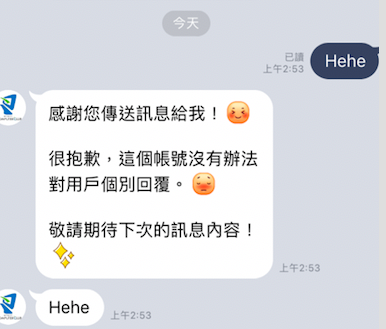 今天
已讀
上午2:53
Hehe
感謝您傳送訊息給我！
很抱歉，這個帳號沒有辦法
對用戶個別回覆。
敬請期待下次的訊息內容！
上午2:53
Hehe
上午2:53